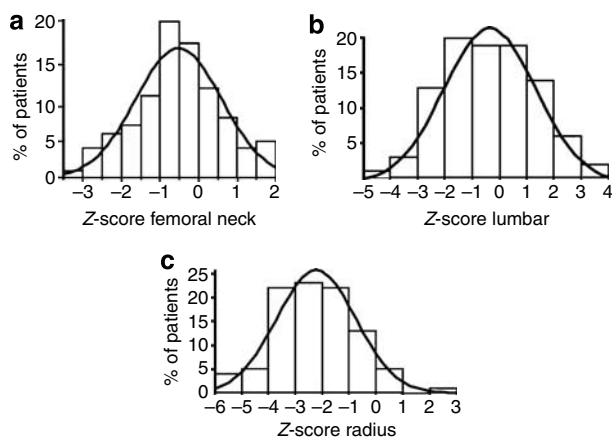 a
% of patients
20
15
10
5
0
–3 –2 –1 0 1 2
Z-score femoral neck
b
% of patients
20
15
10
5
–5 –4 –3 –2 –1 0 1 2 3 4
Z-score lumbar
c
% of patients
25
20
15
10
5
0
–6 –5 –4 –3 –2 –1 0 1 2 3
Z-score radius